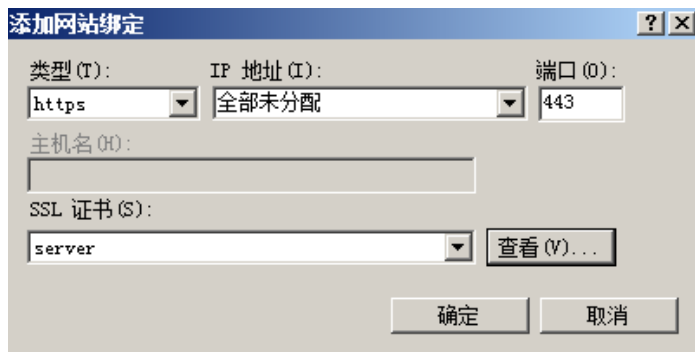 添加网站绑定
类型(T): IP 地址(I): 端口(O):
https 全部未分配 443
主机名(H):
SSL 证书(S):
server 查看(V)...
确定 取消